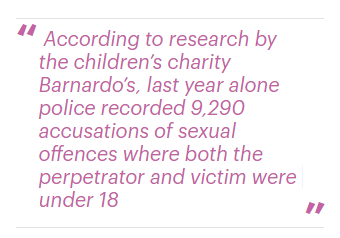 “ According to research by
the children’s charity
Barnardo’s, last year alone
police recorded 9,290
accusations of sexual
offences where both the
perpetrator and victim were
under 18
”